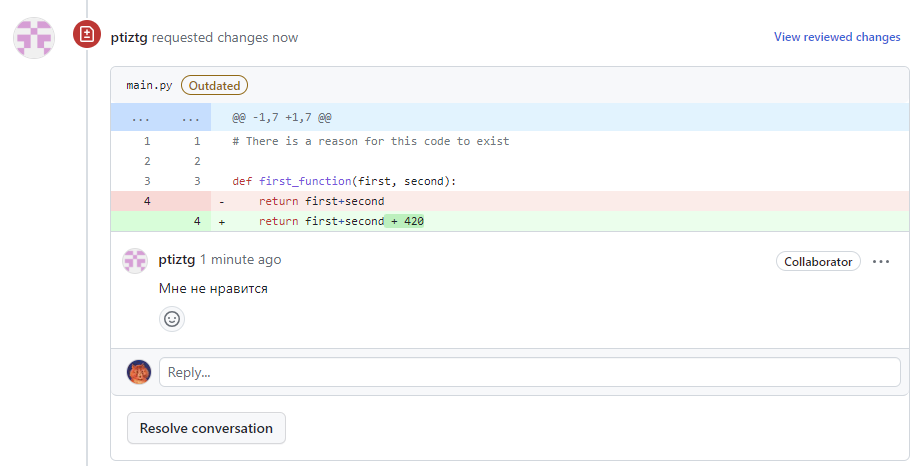 ptiztg requested changes now
View reviewed changes
main.py Outdated
... ... @@ -1,7 +1,7 @@
1 1 # There is a reason for this code to exist
2 2
3 3 def first_function(first, second):
4 - return first+second
4 + return first+second + 420
ptiztg 1 minute ago
Collaborator ...
Мне не нравится
Reply...
Resolve conversation